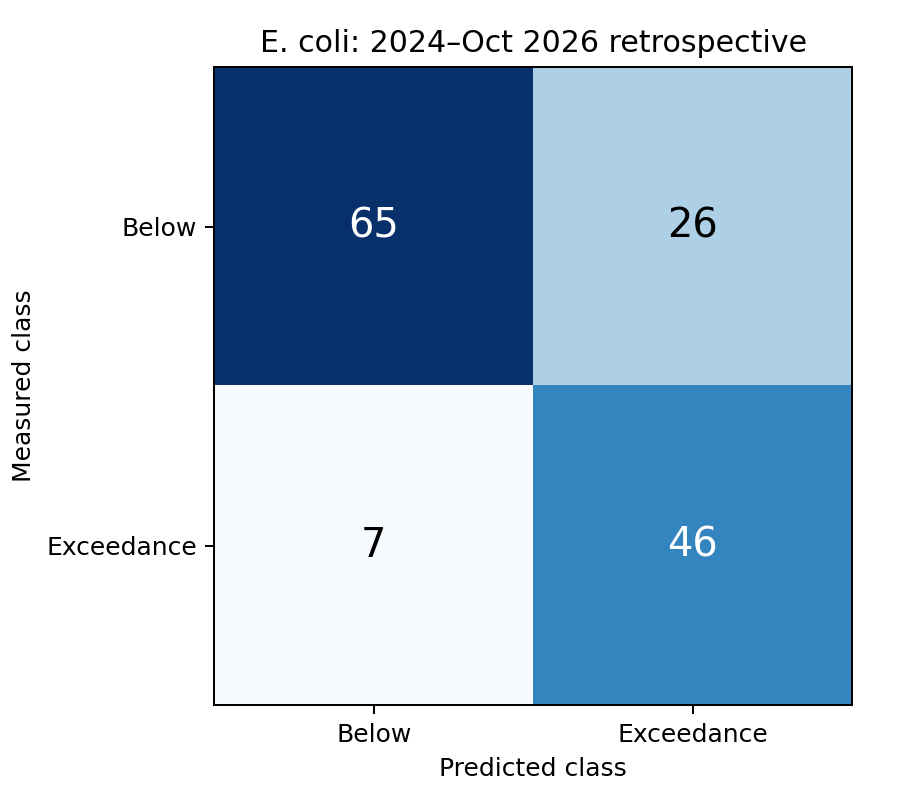 E. coli: 2024–Oct 2026 retrospective
Measured class
Below
65
26
Exceedance
7
46
Below
Exceedance
Predicted class